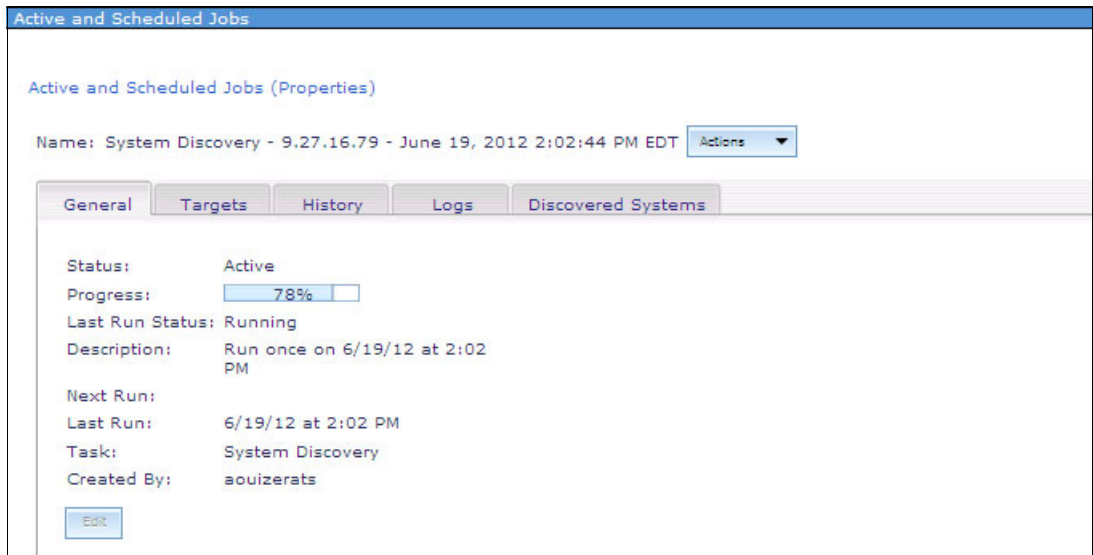 Active and Scheduled Jobs
Active and Scheduled Jobs (Properties)
Name: System Discovery - 9.27.16.79 - June 19, 2012 2:02:44 PM EDT Actions
General Targets History Logs Discovered Systems
Status: Active
Progress: 78%
Last Run Status: Running
Description: Run once on 6/19/12 at 2:02
PM
Next Run:
Last Run: 6/19/12 at 2:02 PM
Task: System Discovery
Created By: aouizerats
Edit